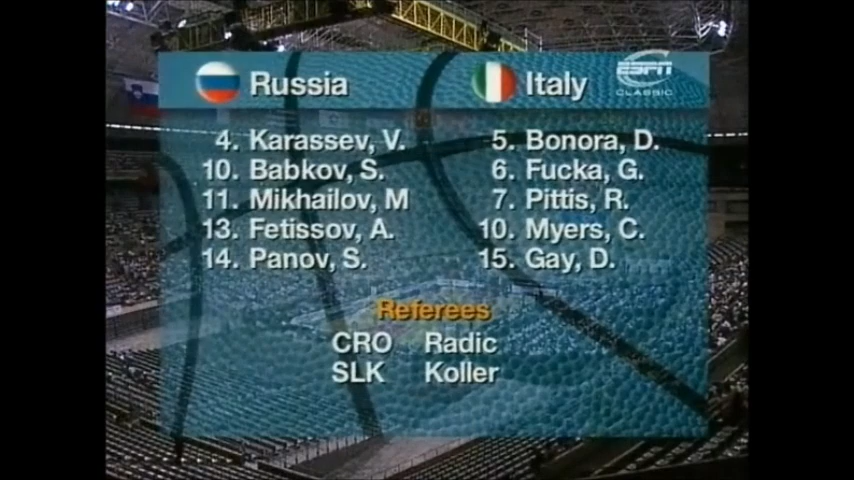 Russia Italy ESPN CLASSIC
4. Karassev, V. 5. Bonora, D.
10. Babkov, S. 6. Fucka, G.
11. Mikhailov, M 7. Pittis, R.
13. Fetissov, A. 10. Myers, C.
14. Panov, S. 15. Gay, D.
Referees
CRO Radic
SLK Koller